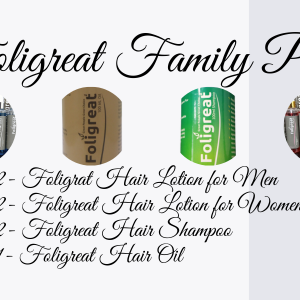 oligreat Family P
Foligreat
Foligreat
2 - Foligrat Hair Lotion for Men
2 - Foligreat Hair Lotion for Women
2 - Foligreat Hair Shampoo
1 - Foligreat Hair Oil